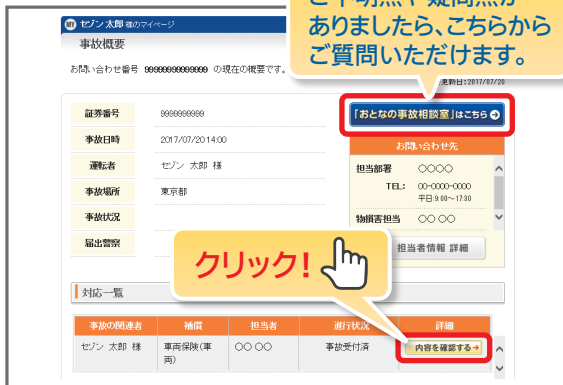 ご不明点や疑問点が
ありましたら、こちらから
ご質問いただけます。
セゾン 太郎 様のマイページ
事故概要
お問い合わせ番号 99999999999999 の現在の概要です。
更新日:2017/07/20
証券番号 9999999999
事故日時 2017/07/20 14:00
運転者 セゾン 太郎 様
事故場所 東京都
事故状況
届出警察
「おとなの事故相談室」はこちら
お問い合わせ先
担当部署 〇〇〇〇
TEL: 00-0000-0000
平日:9:00～17:30
物損害担当 〇〇 〇〇
担当者情報 詳細
クリック!
対応一覧
事故の関連者 補償 担当者 進行状況 詳細
セゾン 太郎 様 車両保険(車両) 〇〇 〇〇 事故受付済 内容を確認する→